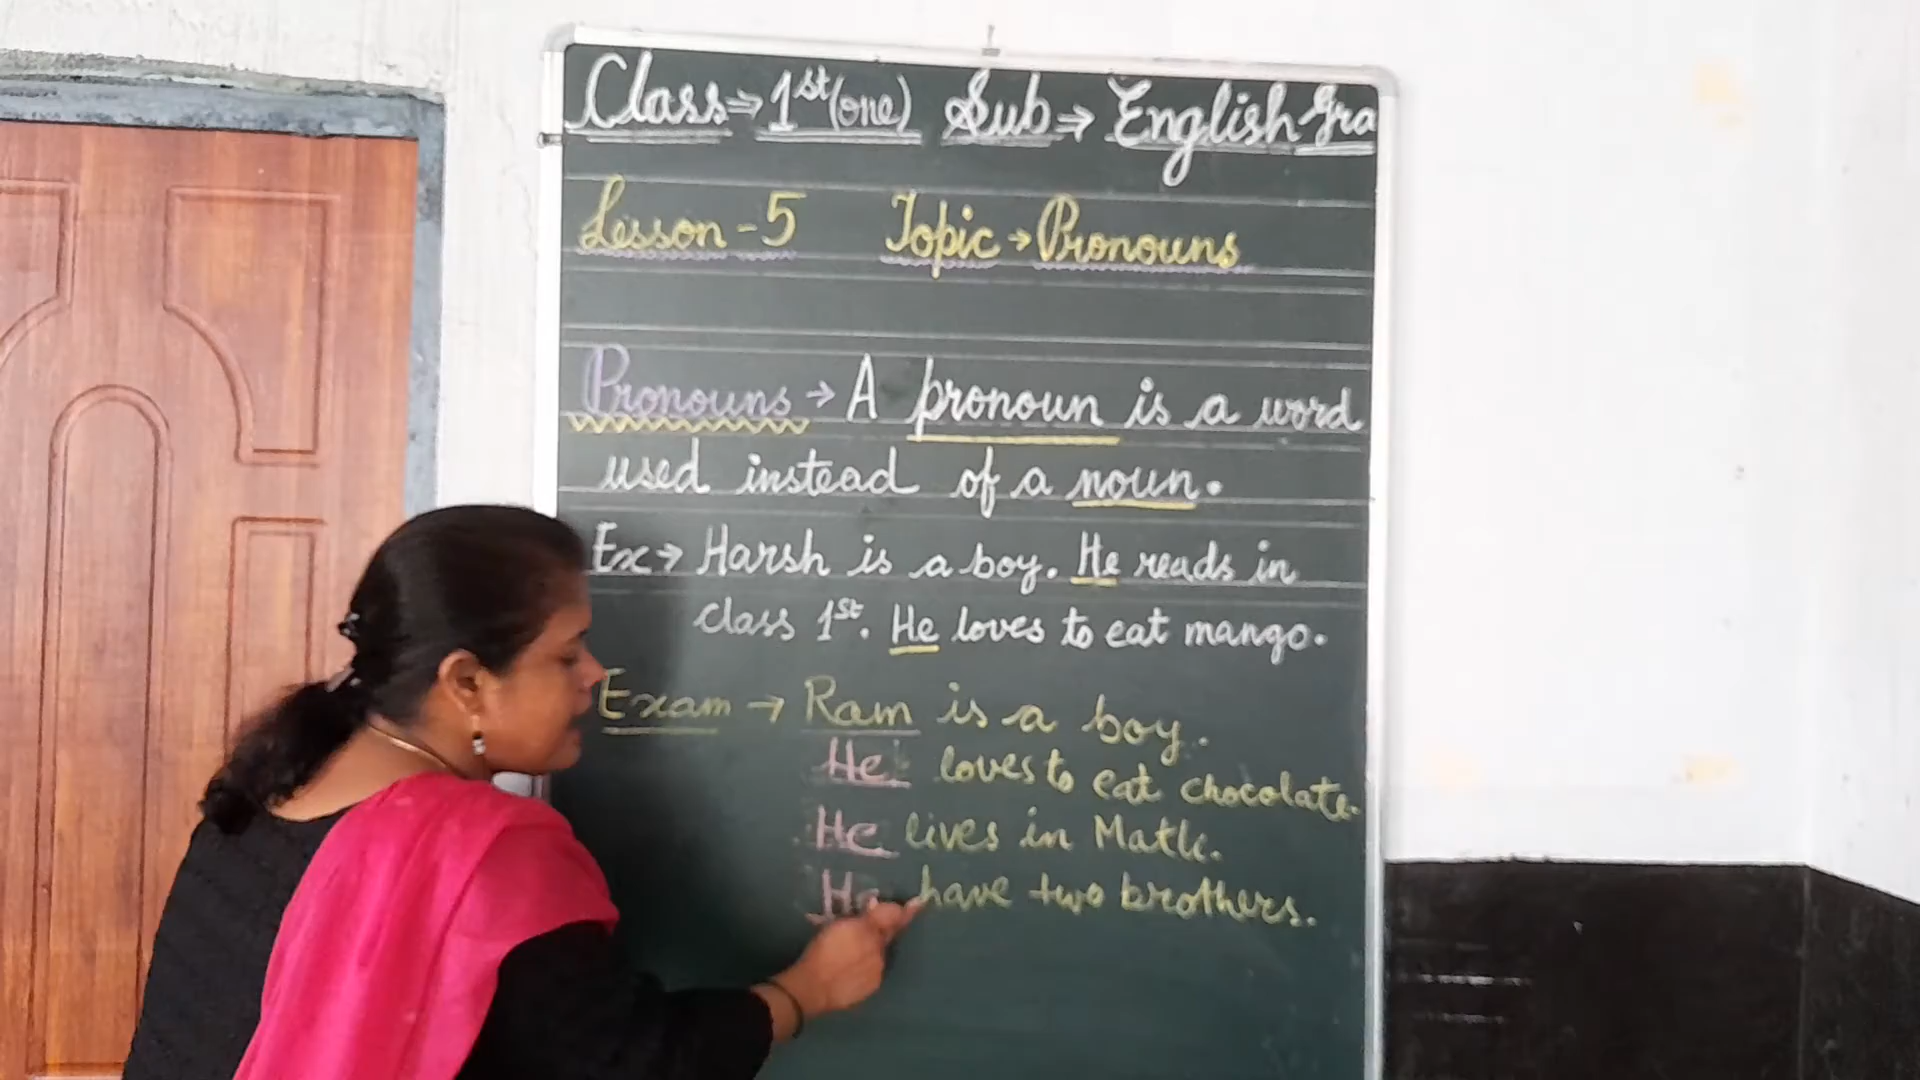 Class → 1st (one) Sub → English Gra
Lesson - 5 Topic → Pronouns
Pronouns → A pronoun is a word
used instead of a noun.
Ex → Harsh is a boy. He reads in
class 1st. He loves to eat mango.
Exam → Ram is a boy.
He loves to eat chocolate.
He lives in
He have two brothers.